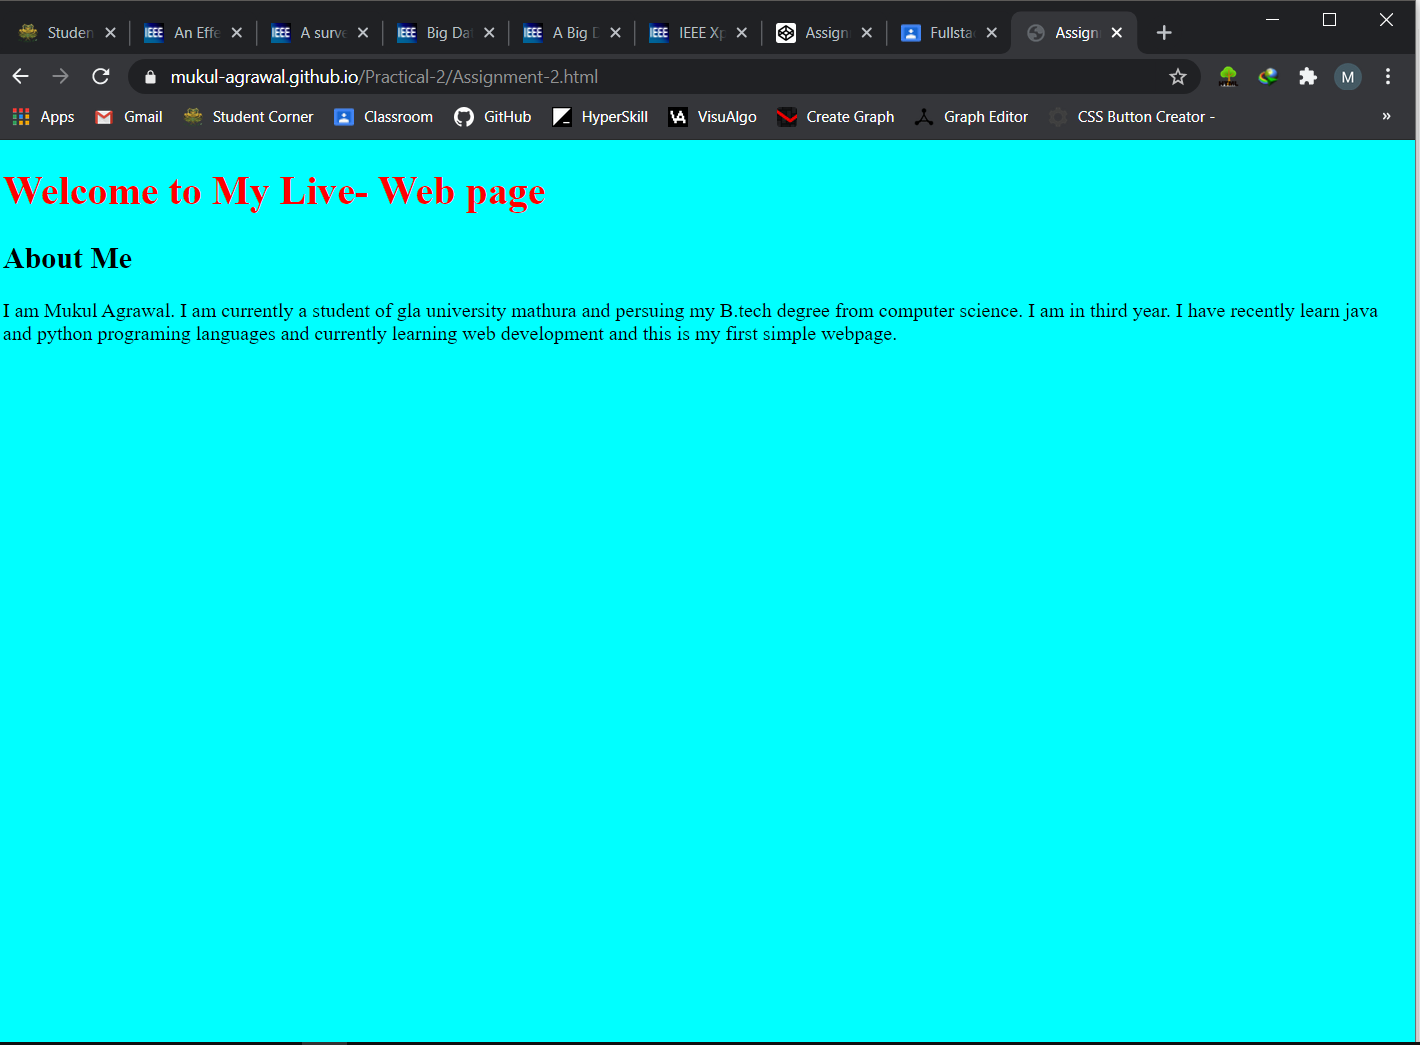 Studen IEEE An Effe IEEE A surve IEEE Big Dat IEEE A Big D IEEE IEEE Xp Assign Fullsta Assign
mukul-agrawal.github.io/Practical-2/Assignment-2.html M
Apps Gmail Student Corner Classroom GitHub HyperSkill VA VisuAlgo Create Graph Graph Editor CSS Button Creator - »
Welcome to My Live- Web page
About Me
I am Mukul Agrawal. I am currently a student of gla university mathura and persuing my B.tech degree from computer science. I am in third year. I have recently learn java
and python programing languages and currently learning web development and this is my first simple webpage.